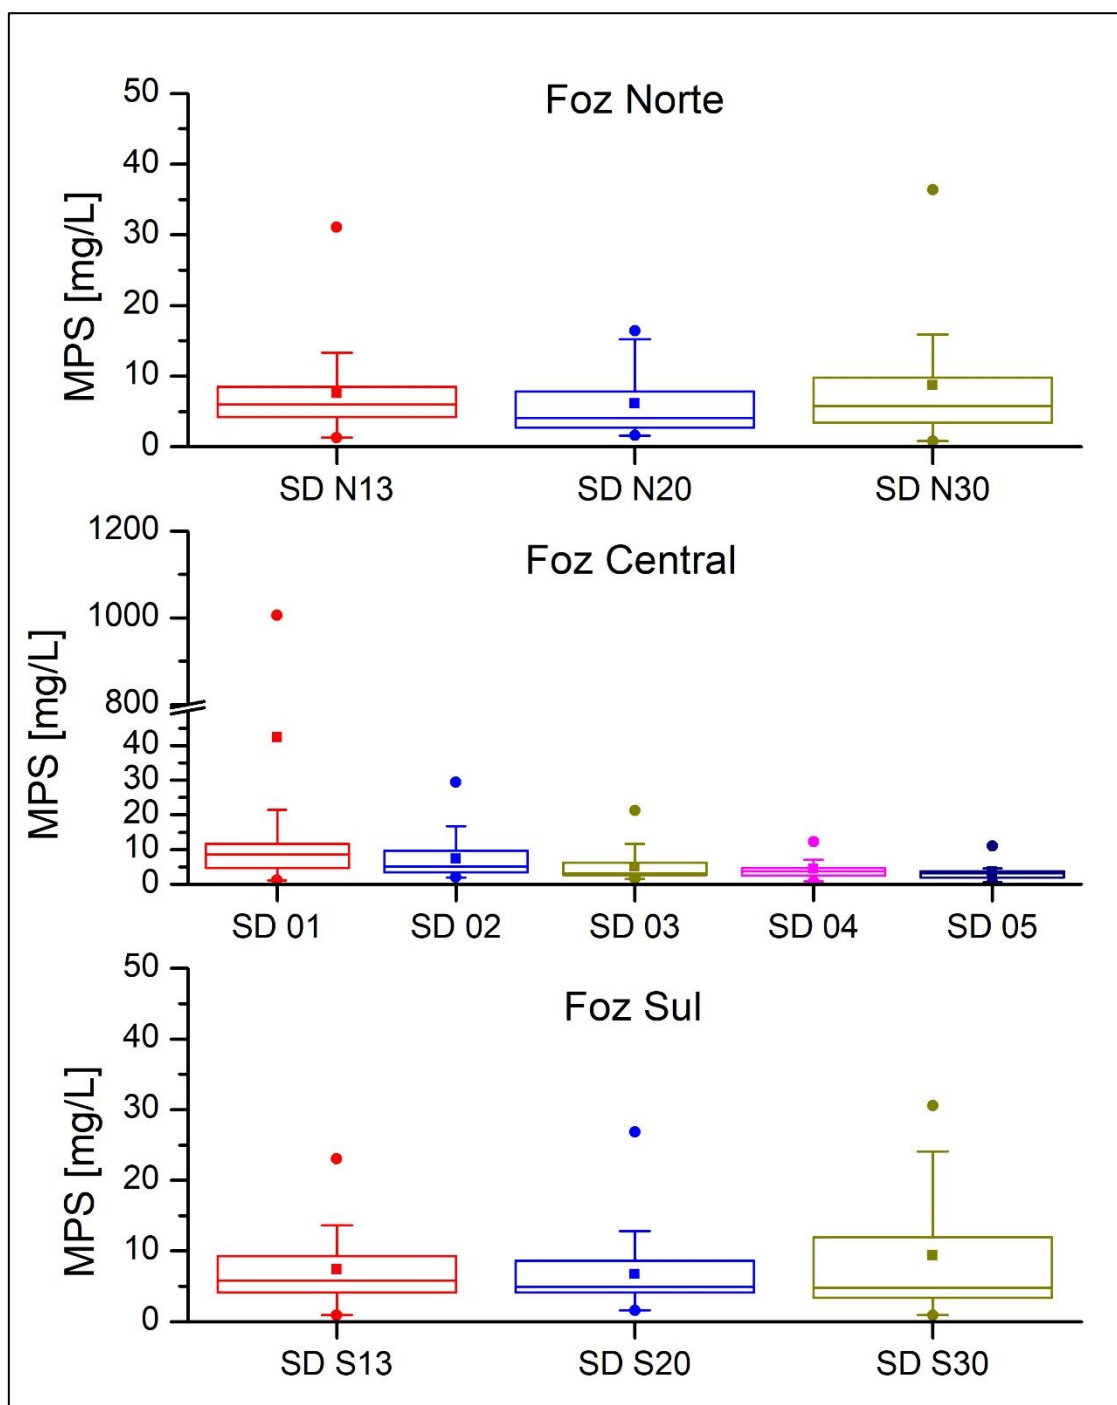 Foz Norte
MPS [mg/L]
50
40
30
20
10
0
SD N13 SD N20 SD N30
Foz Central
MPS [mg/L]
1200
1000
800
40
30
20
10
0
SD 01 SD 02 SD 03 SD 04 SD 05
Foz Sul
MPS [mg/L]
50
40
30
20
10
0
SD S13 SD S20 SD S30